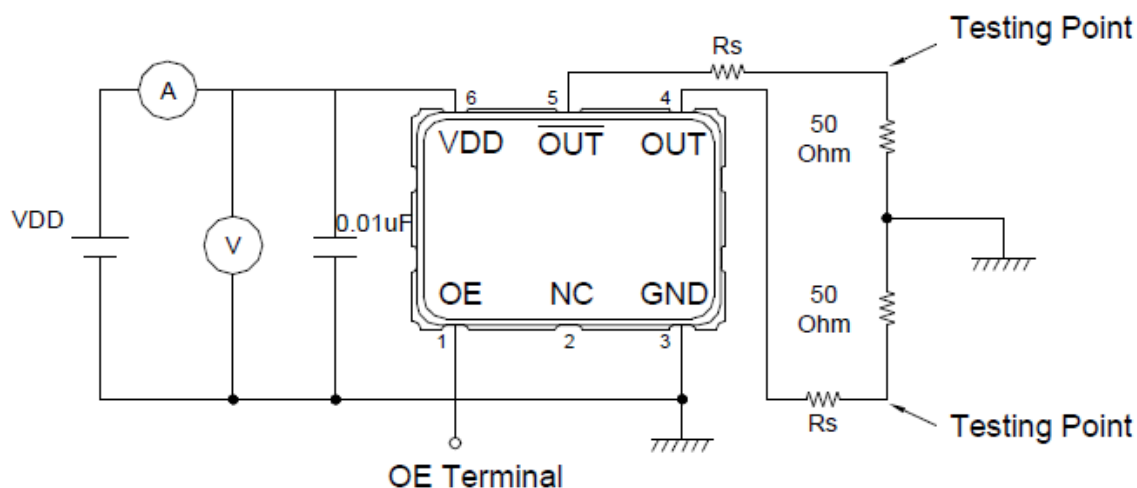 Testing Point
Rs
A
6 5 4
VDD OUT OUT
50
Ohm
VDD
V
0.01uF
OE NC GND
50
Ohm
1 2 3
Rs
Testing Point
OE Terminal